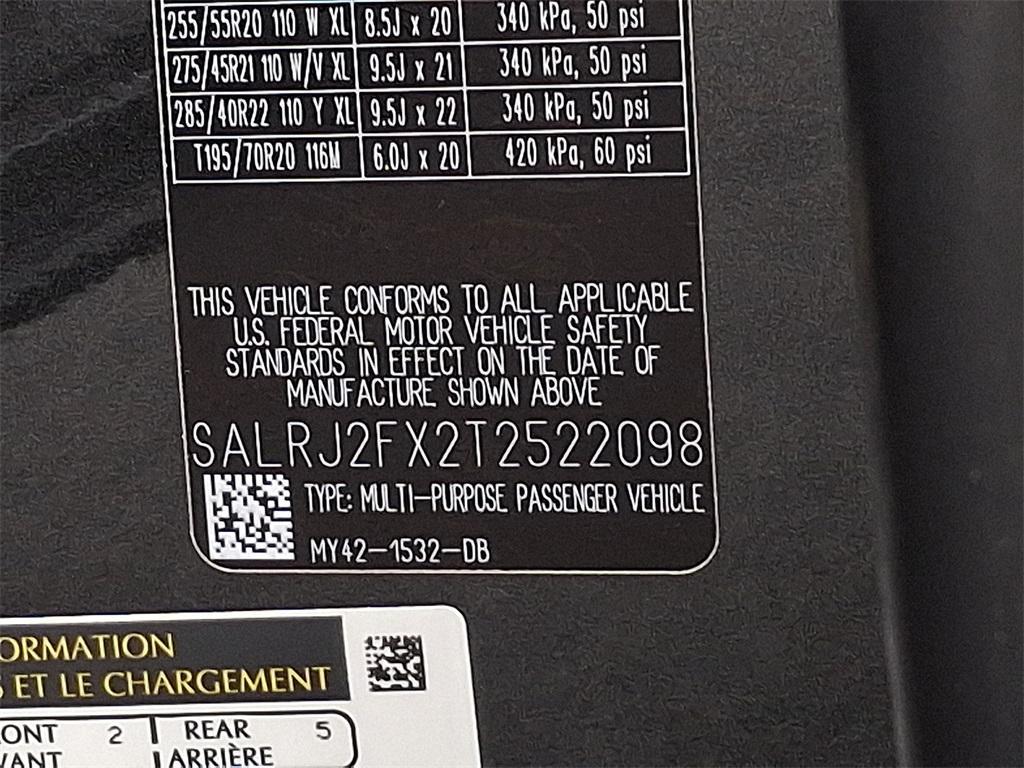 255/55R20 110 W XL 8.5J x 20 340 kPa, 50 psi
275/45R21 110 W/V XL 9.5J x 21 340 kPa, 50 psi
285/40R22 110 Y XL 9.5J x 22 340 kPa, 50 psi
T195/70R20 116M 6.0J x 20 420 kPa, 60 psi
THIS VEHICLE CONFORMS TO ALL APPLICABLE
U.S. FEDERAL MOTOR VEHICLE SAFETY
STANDARDS IN EFFECT ON THE DATE OF
MANUFACTURE SHOWN ABOVE
SALRJ2FX2T2522098
TYPE: MULTI-PURPOSE PASSENGER VEHICLE
MY42-1532-DB
ORMATION
ET LE CHARGEMENT
ONT 2 REAR 5
VANT ARRIÈRE